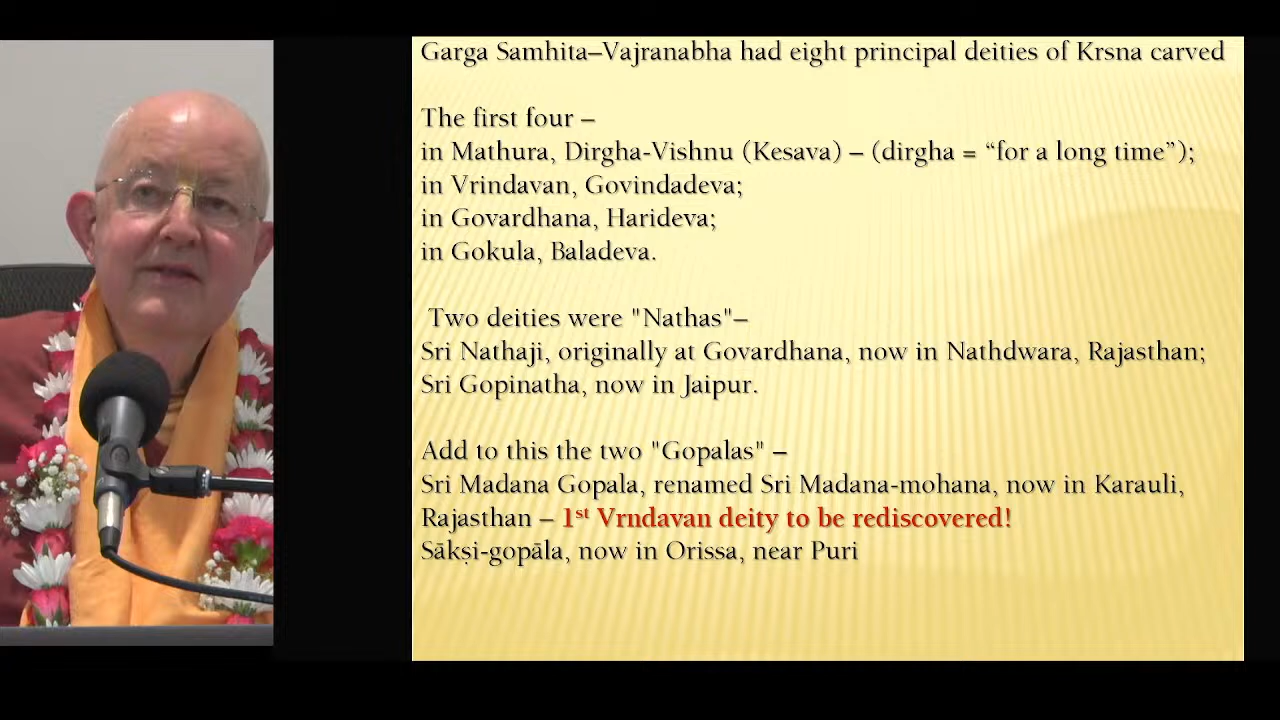 Garga Samhita–Vajranabha had eight principal deities of Krsna carved
The first four –
in Mathura, Dirgha-Vishnu (Kesava) – (dirgha = “for a long time”);
in Vrindavan, Govindadeva;
in Govardhana, Harideva;
in Gokula, Baladeva.
Two deities were "Nathas"–
Sri Nathaji, originally at Govardhana, now in Nathdwara, Rajasthan;
Sri Gopinatha, now in Jaipur.
Add to this the two "Gopalas" –
Sri Madana Gopala, renamed Sri Madana-mohana, now in Karauli,
Rajasthan – 1st Vrndavan deity to be rediscovered!
Sākṣi-gopāla, now in Orissa, near Puri